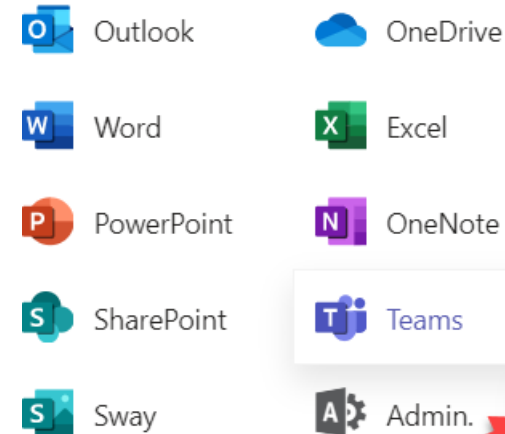 Outlook
OneDrive
Word
Excel
PowerPoint
OneNote
SharePoint
Teams
Sway
Admin.